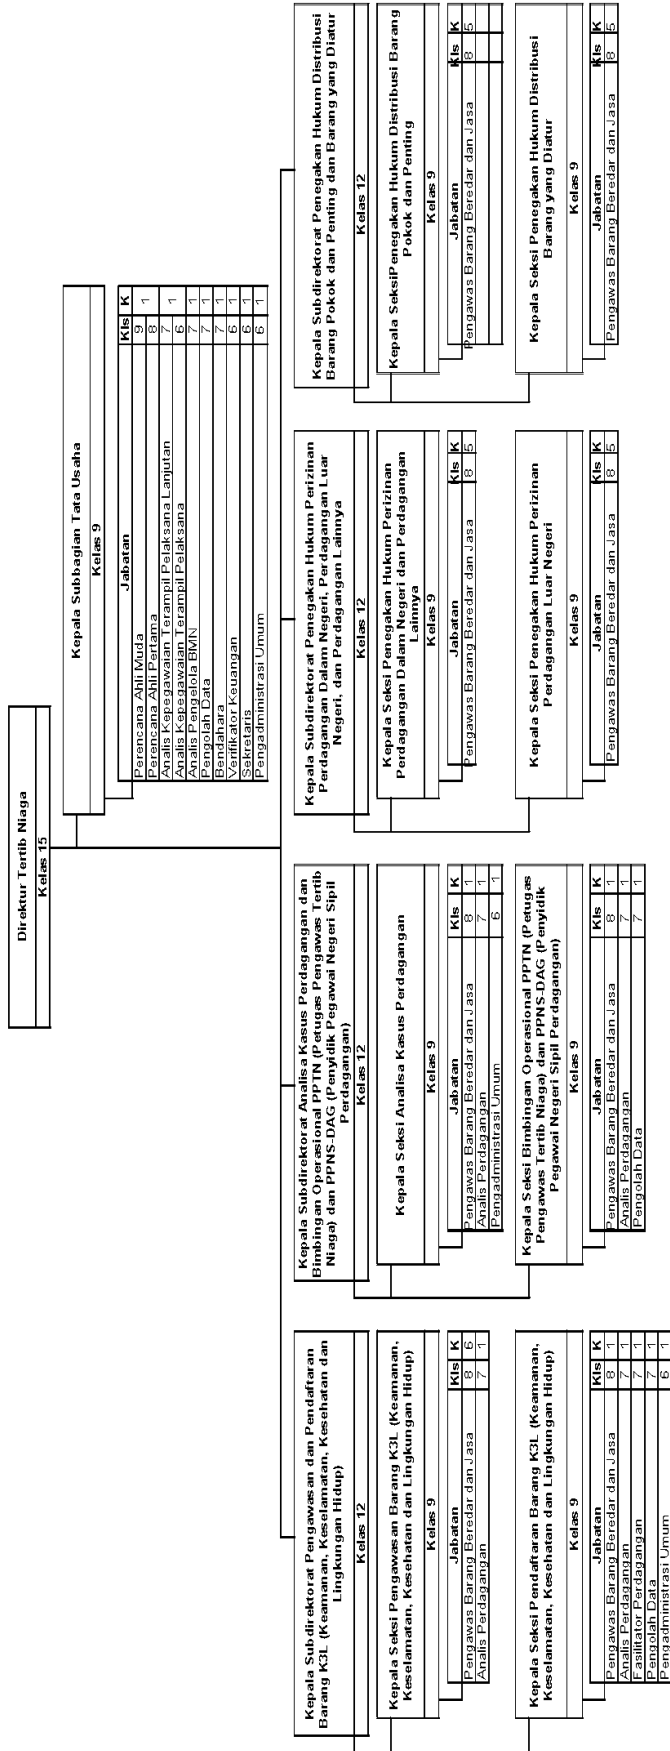 Direktur Tertib Niaga
Kelas 15
Kepala Subbagian Tata Usaha
Kelas 9
Jabatan Kls K
Perencana Ahli Muda 9 1
Perencana Ahli Pertama 8
Analis Kepegawaian Terampil Pelaksana Lanjutan 7 1
Analis Kepegawaian Terampil Pelaksana 6
Analis Pengelola BMN 7 1
Pengolah Data 7 1
Bendahara 7 1
Verifikator Keuangan 6 1
Sekretaris 6 1
Pengadministrasi Umum 6 1
Kepala Subdirektorat Pengawasan dan Pendaftaran
Barang K3L (Keamanan, Keselamatan, Kesehatan dan
Lingkungan Hidup)
Kelas 12
Kepala Seksi Pengawasan Barang K3L (Keamanan,
Keselamatan, Kesehatan dan Lingkungan Hidup)
Kelas 9
Jabatan Kls K
Pengawas Barang Beredar dan Jasa 8 6
Analis Perdagangan 7 1
Kepala Seksi Pendaftaran Barang K3L (Keamanan,
Keselamatan, Kesehatan dan Lingkungan Hidup)
Kelas 9
Jabatan Kls K
Pengawas Barang Beredar dan Jasa 8 1
Analis Perdagangan 7 1
Fasilitator Perdagangan 7 1
Pengolah Data 7 1
Pengadministrasi Umum 6 1
Kepala Subdirektorat Analisa Kasus Perdagangan dan
Bimbingan Operasional PPTN (Petugas Pengawas Tertib
Niaga) dan PPNS-DAG (Penyidik Pegawai Negeri Sipil
Perdagangan)
Kelas 12
Kepala Seksi Analisa Kasus Perdagangan
Kelas 9
Jabatan Kls K
Pengawas Barang Beredar dan Jasa 8 1
Analis Perdagangan 7 1
Pengadministrasi Umum 6 1
Kepala Seksi Bimbingan Operasional PPTN (Petugas
Pengawas Tertib Niaga) dan PPNS-DAG (Penyidik
Pegawai Negeri Sipil Perdagangan)
Kelas 9
Jabatan Kls K
Pengawas Barang Beredar dan Jasa 8 1
Analis Perdagangan 7 1
Pengolah Data 7 1
Kepala Subdirektorat Penegakan Hukum Perizinan
Perdagangan Dalam Negeri, Perdagangan Luar
Negeri, dan Perdagangan Lainnya
Kelas 12
Kepala Seksi Penegakan Hukum Perizinan
Perdagangan Dalam Negeri dan Perdagangan
Lainnya
Kelas 9
Jabatan Kls K
Pengawas Barang Beredar dan Jasa 8 5
Kepala Seksi Penegakan Hukum Perizinan
Perdagangan Luar Negeri
Kelas 9
Jabatan Kls K
Pengawas Barang Beredar dan Jasa 8 5
Kepala Subdirektorat Penegakan Hukum Distribusi
Barang Pokok dan Penting dan Barang yang Diatur
Kelas 12
Kepala SeksiPenegakan Hukum Distribusi Barang
Pokok dan Penting
Kelas 9
Jabatan Kls K
Pengawas Barang Beredar dan Jasa 8 5
Kepala Seksi Penegakan Hukum Distribusi
Barang yang Diatur
Kelas 9
Jabatan Kls K
Pengawas Barang Beredar dan Jasa 8 5